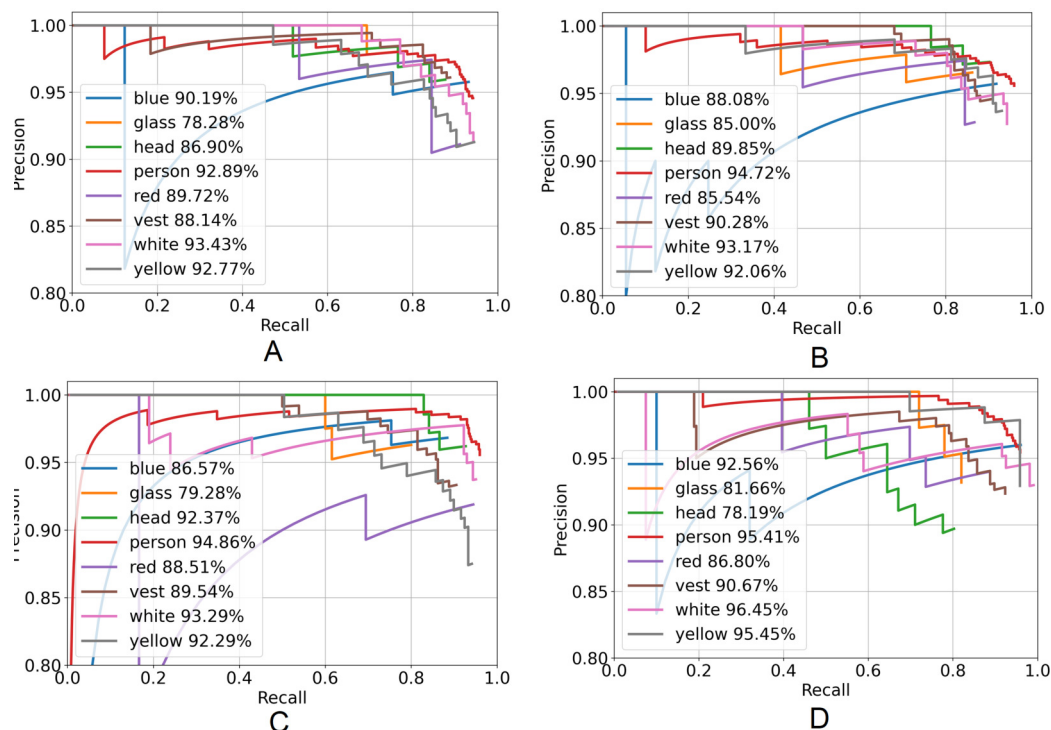 1.00
0.95
0.90
0.85
0.80
Precision
blue 90.19%
glass 78.28%
head 86.90%
person 92.89%
red 89.72%
vest 88.14%
white 93.43%
yellow 92.77%
0.0 0.2 0.4 0.6 0.8 1.0
Recall
A
1.00
0.95
0.90
0.85
0.80
Precision
blue 88.08%
glass 85.00%
head 89.85%
person 94.72%
red 85.54%
vest 90.28%
white 93.17%
yellow 92.06%
0.0 0.2 0.4 0.6 0.8 1.0
Recall
B
1.00
0.95
0.90
0.85
0.80
Precision
blue 86.57%
glass 79.28%
head 92.37%
person 94.86%
red 88.51%
vest 89.54%
white 93.29%
yellow 92.29%
0.0 0.2 0.4 0.6 0.8 1.0
Recall
C
1.00
0.95
0.90
0.85
0.80
Precision
blue 92.56%
glass 81.66%
head 78.19%
person 95.41%
red 86.80%
vest 90.67%
white 96.45%
yellow 95.45%
0.0 0.2 0.4 0.6 0.8 1.0
Recall
D